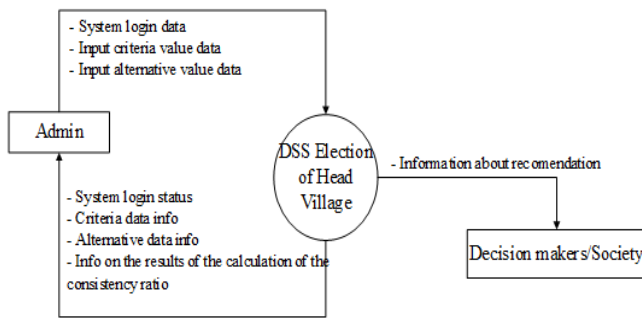 - System login data
- Input criteria value data
- Input alternative value data
Admin
DSS Election
of Head
Village
- Information about recomendation
- System login status
- Criteria data info
- Alternative data info
- Info on the results of the calculation of the
consistency ratio
Decision makers/Society